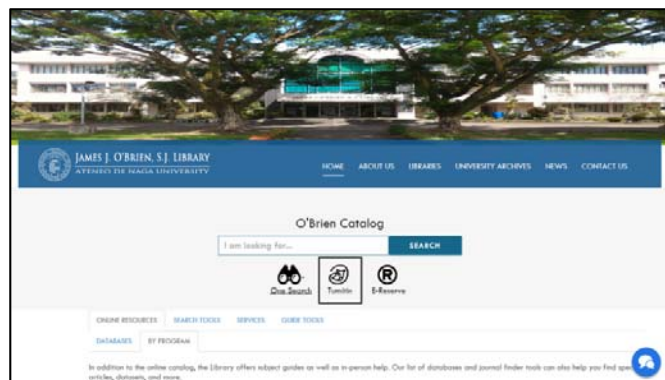 JAMES J. O'BRIEN, S.J. LIBRARY
ATENEO DE NAGA UNIVERSITY
HOME ABOUT US LIBRARIES UNIVERSITY ARCHIVES NEWS CONTACT US
O'Brien Catalog
I am looking for... SEARCH
One Search Turnitin E-Reserve
ONLINE RESOURCES SEARCH TOOLS SERVICES GUIDE TOOLS
DATABASES BY PROGRAM
In addition to the online catalog, the Library offers subject guides as well as in-person help. Our list of databases and journal finder tools can also help you find
articles, datasets, and more.